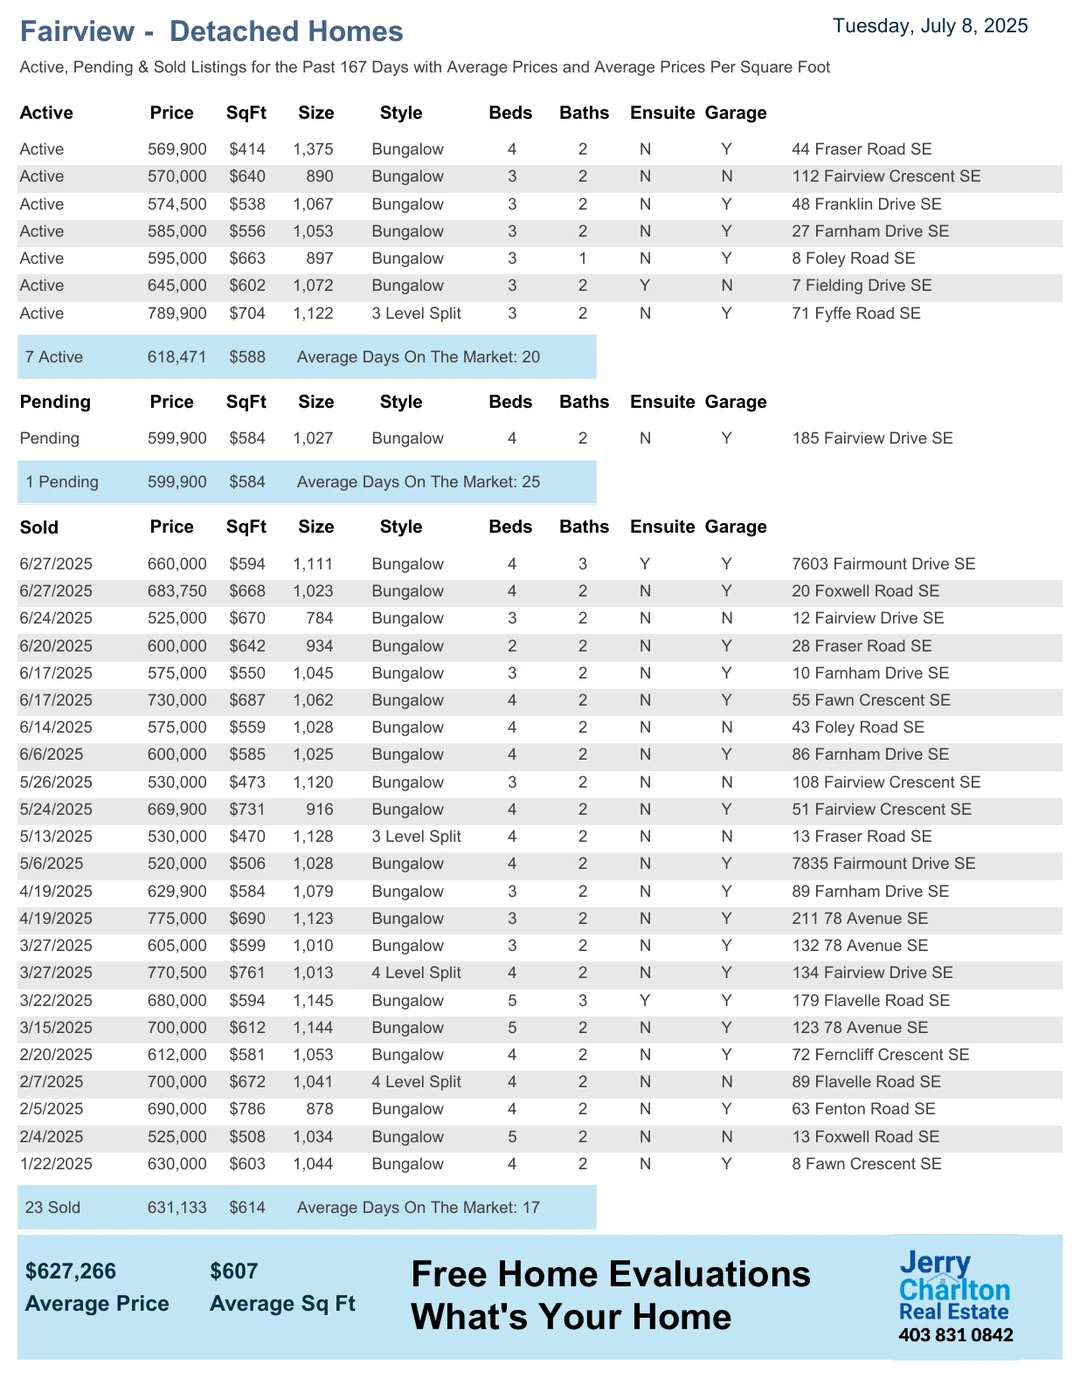 Fairview -  Detached Homes
Tuesday, July 8, 2025
Active, Pending & Sold Listings for the Past 167 Days with Average Prices and Average Prices Per Square Foot
Active Price SqFt Size Style Beds Baths Ensuite Garage
Active 569,900 $414 1,375 Bungalow 4 2 N Y 44 Fraser Road SE
Active 570,000 $640 890 Bungalow 3 2 N N 112 Fairview Crescent SE
Active 574,500 $538 1,067 Bungalow 3 2 N Y 48 Franklin Drive SE
Active 585,000 $556 1,053 Bungalow 3 2 N Y 27 Farnham Drive SE
Active 595,000 $663 897 Bungalow 3 1 N Y 8 Foley Road SE
Active 645,000 $602 1,072 Bungalow 3 2 Y N 7 Fielding Drive SE
Active 789,900 $704 1,122 3 Level Split 3 2 N Y 71 Fyffe Road SE
7 Active 618,471 $588 Average Days On The Market: 20
Pending Price SqFt Size Style Beds Baths Ensuite Garage
Pending 599,900 $584 1,027 Bungalow 4 2 N Y 185 Fairview Drive SE
1 Pending 599,900 $584 Average Days On The Market: 25
Sold Price SqFt Size Style Beds Baths Ensuite Garage
6/27/2025 660,000 $594 1,111 Bungalow 4 3 Y Y 7603 Fairmount Drive SE
6/27/2025 683,750 $668 1,023 Bungalow 4 2 N Y 20 Foxwell Road SE
6/24/2025 525,000 $670 784 Bungalow 3 2 N N 12 Fairview Drive SE
6/20/2025 600,000 $642 934 Bungalow 2 2 N Y 28 Fraser Road SE
6/17/2025 575,000 $550 1,045 Bungalow 3 2 N Y 10 Farnham Drive SE
6/17/2025 730,000 $687 1,062 Bungalow 4 2 N Y 55 Fawn Crescent SE
6/14/2025 575,000 $559 1,028 Bungalow 4 2 N N 43 Foley Road SE
6/6/2025 600,000 $585 1,025 Bungalow 4 2 N Y 86 Farnham Drive SE
5/26/2025 530,000 $473 1,120 Bungalow 3 2 N N 108 Fairview Crescent SE
5/24/2025 669,900 $731 916 Bungalow 4 2 N Y 51 Fairview Crescent SE
5/13/2025 530,000 $470 1,128 3 Level Split 4 2 N N 13 Fraser Road SE
5/6/2025 520,000 $506 1,028 Bungalow 4 2 N Y 7835 Fairmount Drive SE
4/19/2025 629,900 $584 1,079 Bungalow 3 2 N Y 89 Farnham Drive SE
4/19/2025 775,000 $690 1,123 Bungalow 3 2 N Y 211 78 Avenue SE
3/27/2025 605,000 $599 1,010 Bungalow 3 2 N Y 132 78 Avenue SE
3/27/2025 770,500 $761 1,013 4 Level Split 4 2 N Y 134 Fairview Drive SE
3/22/2025 680,000 $594 1,145 Bungalow 5 3 Y Y 179 Flavelle Road SE
3/15/2025 700,000 $612 1,144 Bungalow 5 2 N Y 123 78 Avenue SE
2/20/2025 612,000 $581 1,053 Bungalow 4 2 N Y 72 Ferncliff Crescent SE
2/7/2025 700,000 $672 1,041 4 Level Split 4 2 N N 89 Flavelle Road SE
2/5/2025 690,000 $786 878 Bungalow 4 2 N Y 63 Fenton Road SE
2/4/2025 525,000 $508 1,034 Bungalow 5 2 N N 13 Foxwell Road SE
1/22/2025 630,000 $603 1,044 Bungalow 4 2 N Y 8 Fawn Crescent SE
23 Sold 631,133 $614 Average Days On The Market: 17
$627,266 $607
Average Price Average Sq Ft
Free Home Evaluations
What's Your Home
Jerry
Charlton
Real Estate
403 831 0842